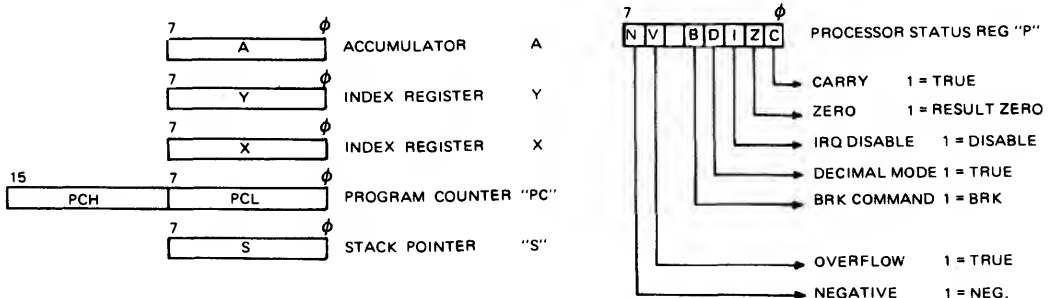 7 ϕ
A ACCUMULATOR A
7 ϕ
Y INDEX REGISTER Y
7 ϕ
X INDEX REGISTER X
15 7 ϕ
PCH PCL PROGRAM COUNTER "PC"
7 ϕ
S STACK POINTER "S"
7 ϕ
N V B D I Z C PROCESSOR STATUS REG "P"
CARRY 1 = TRUE
ZERO 1 = RESULT ZERO
IRQ DISABLE 1 = DISABLE
DECIMAL MODE 1 = TRUE
BRK COMMAND 1 = BRK
OVERFLOW 1 = TRUE
NEGATIVE 1 = NEG.